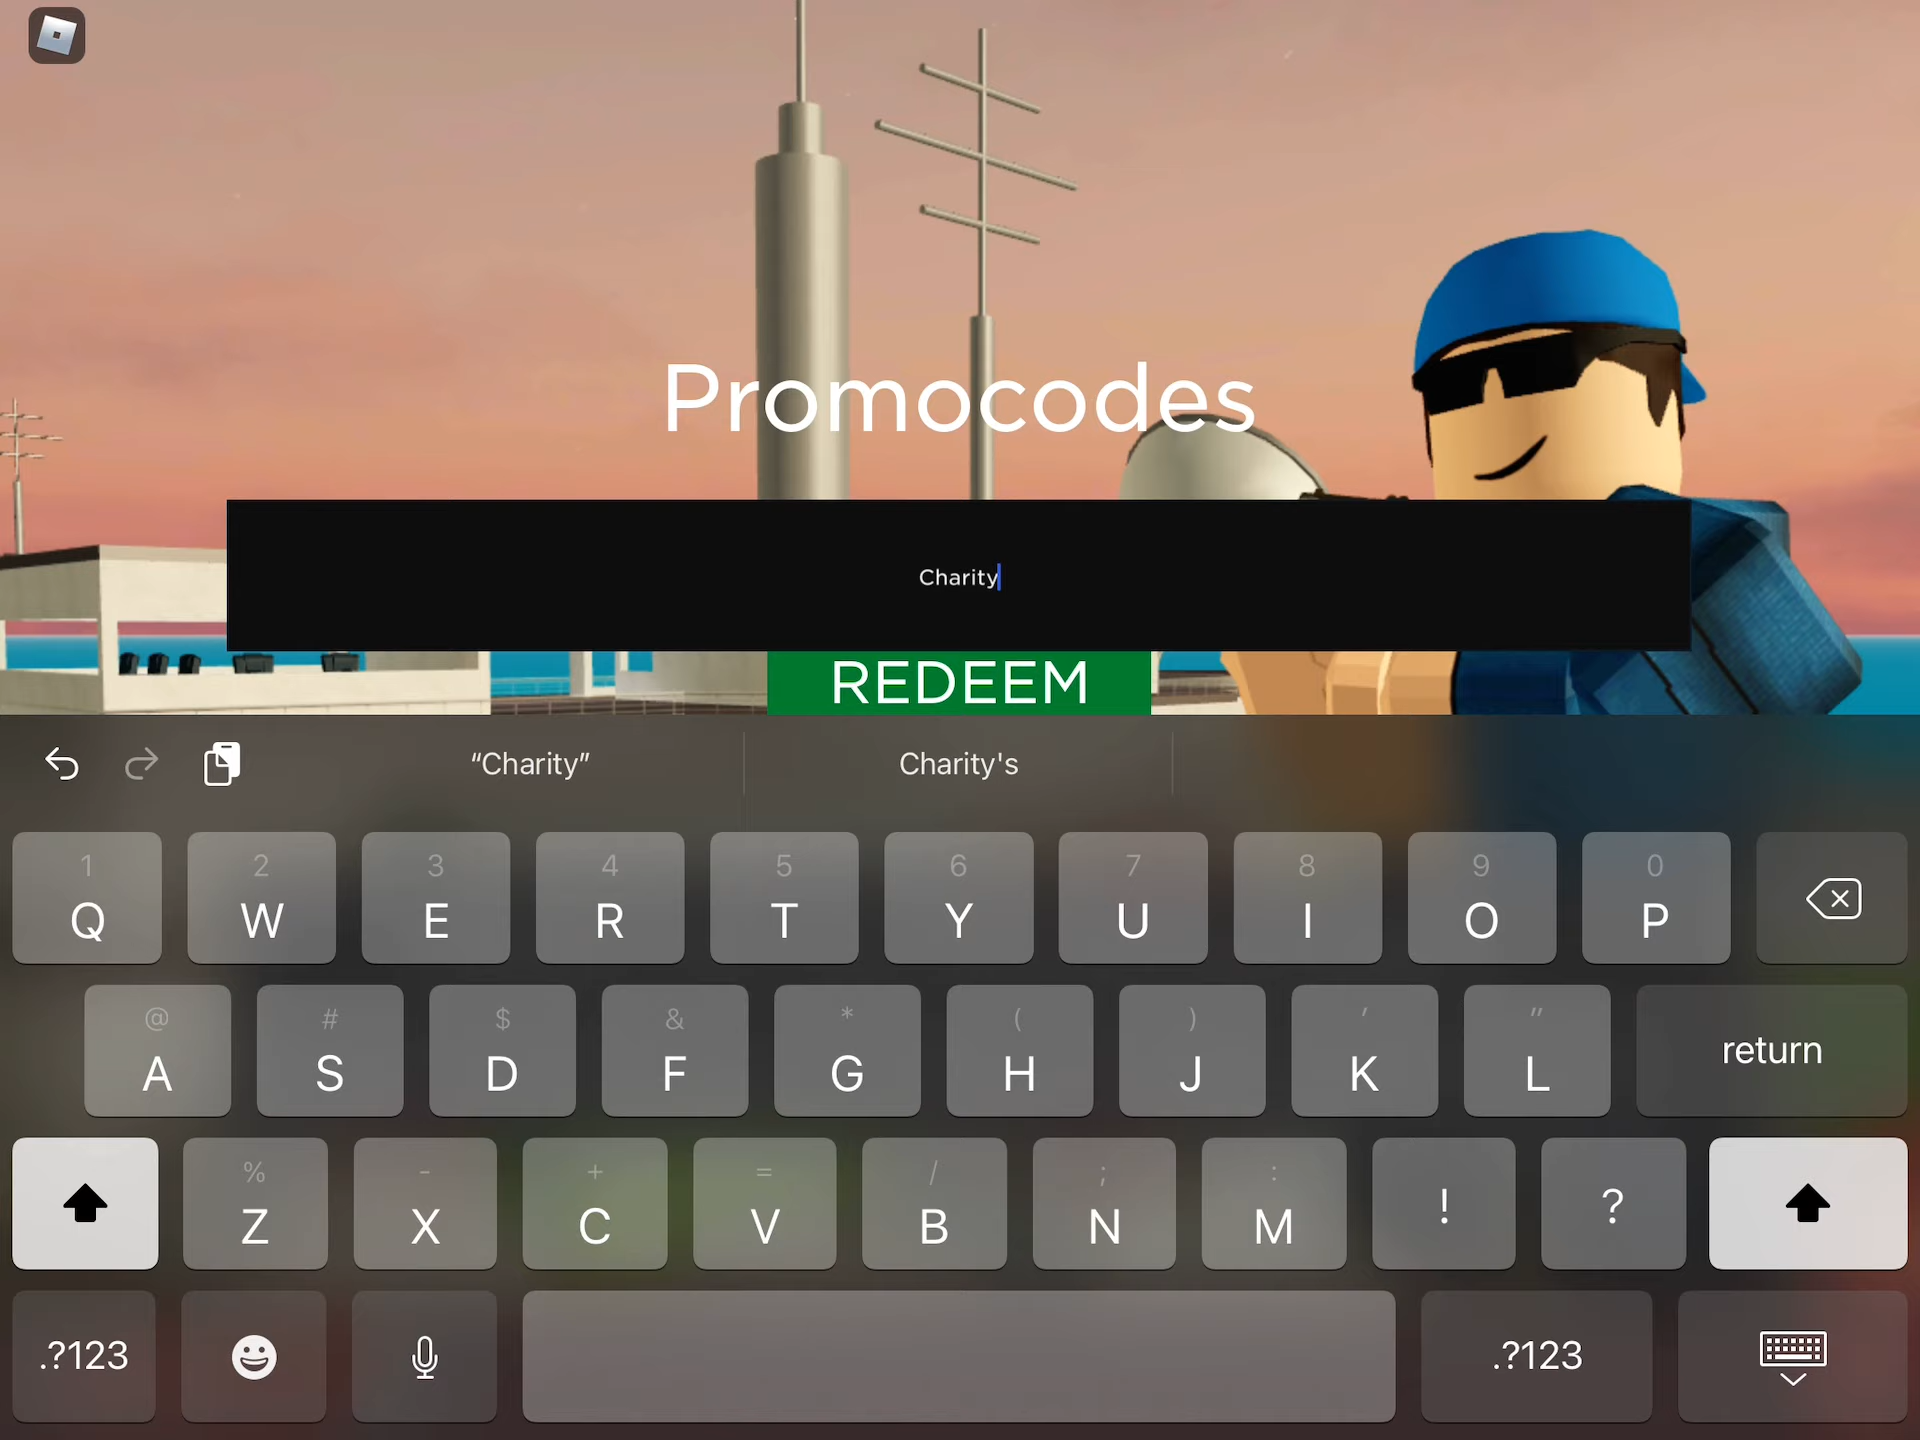 Promocodes
Charity
REDEEM
“Charity” Charity's
1 2 3 4 5 6 7 8 9 0
Q W E R T Y U I O P
@ # $ & * ( ) ' "
A S D F G H J K L return
% - + = / ; :
Z X C V B N M ! ?
.?123 .?123